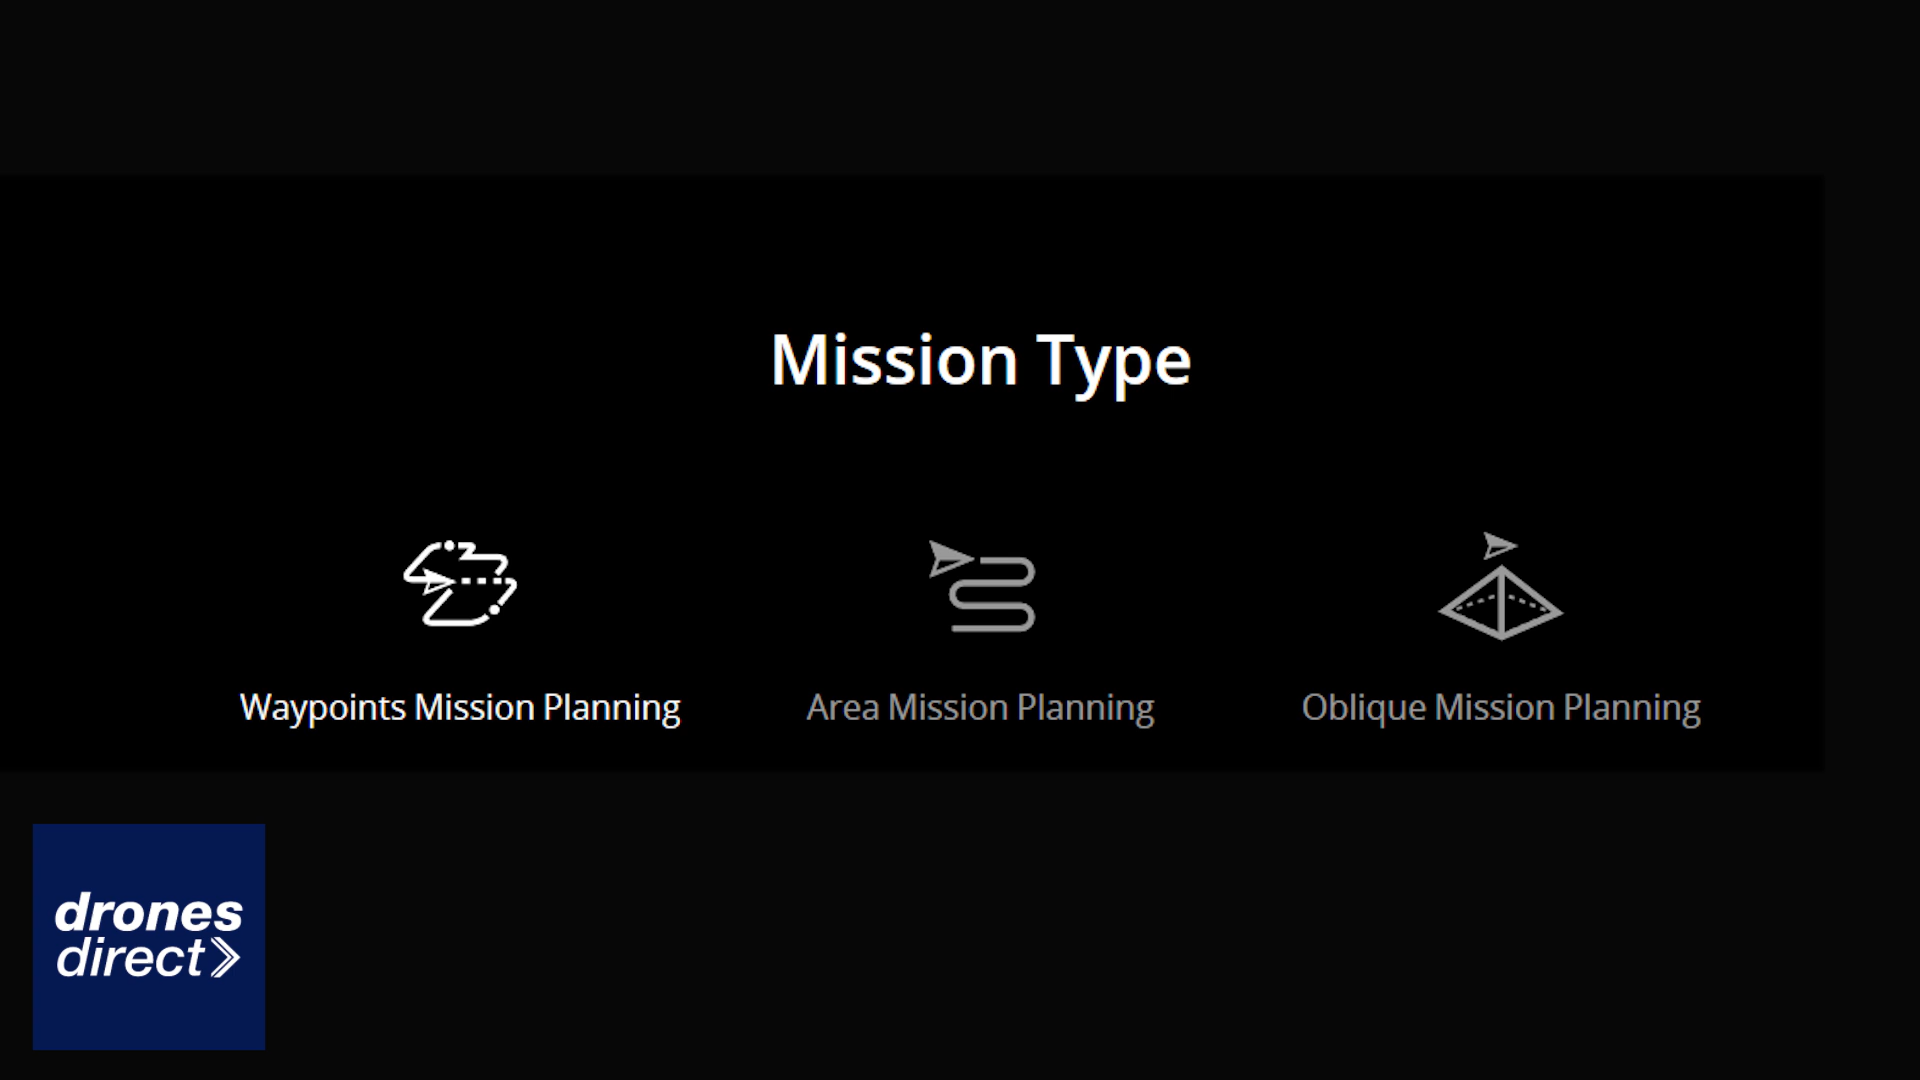 Mission Type
Waypoints Mission Planning
Area Mission Planning
Oblique Mission Planning
drones
direct